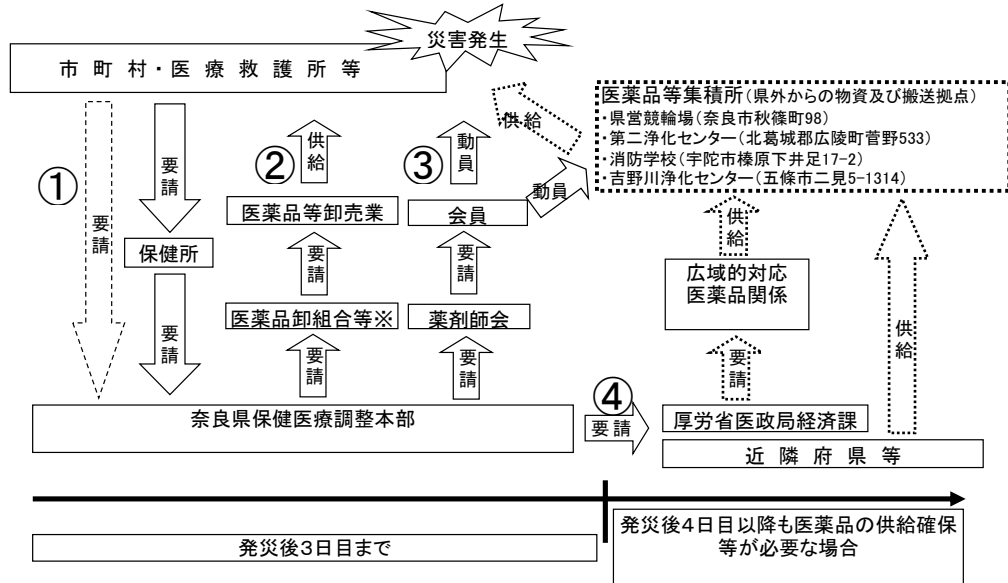 災害発生
市町村・医療救護所等
医薬品等集積所(県外からの物資及び搬送拠点)
・県営競輪場(奈良市秋篠町98)
・第二浄化センター(北葛城郡広陵町菅野533)
・消防学校(宇陀市榛原下井足17-2)
・吉野川浄化センター(五條市二見5-1314)
①
要請
要請
保健所
要請
②
供給
医薬品等卸売業
要請
医薬品卸組合等※
要請
③
動員
会員
要請
薬剤師会
要請
供給
動員
供給
広域的対応
医薬品関係
要請
供給
④
要請
厚労省医政局経済課
近隣府県等
奈良県保健医療調整本部
発災後3日目まで
発災後4日目以降も医薬品の供給確保
等が必要な場合